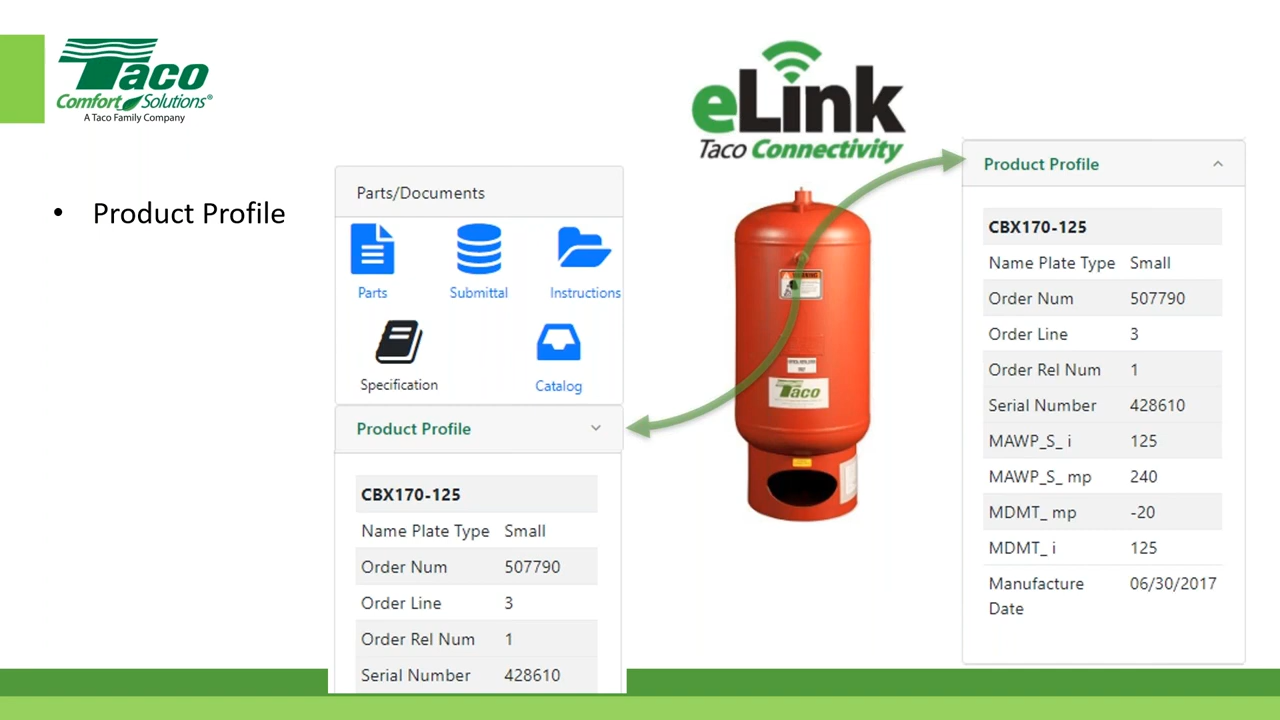 Taco
Comfort Solutions®
A Taco Family Company
eLink
Taco Connectivity
• Product Profile
Parts/Documents
Parts
Submittal
Instructions
Specification
Catalog
Product Profile
CBX170-125
Name Plate Type Small
Order Num 507790
Order Line 3
Order Rel Num 1
Serial Number 428610
WARNING
Taco
Product Profile
CBX170-125
Name Plate Type Small
Order Num 507790
Order Line 3
Order Rel Num 1
Serial Number 428610
MAWP_S_ i 125
MAWP_S_ mp 240
MDMT_ mp -20
MDMT_ i 125
Manufacture
Date 06/30/2017